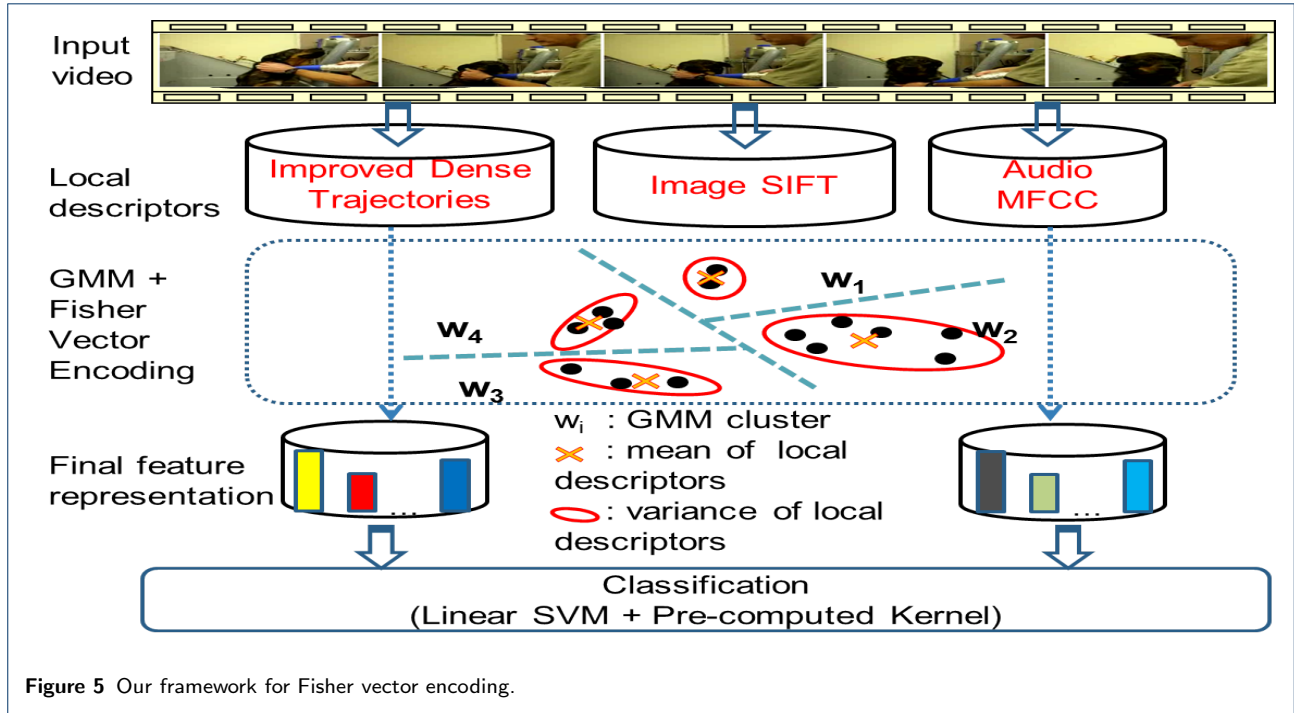 Input
video
Local
descriptors
Improved Dense
Trajectories
Image SIFT
Audio
MFCC
GMM +
Fisher
Vector
Encoding
w₁
w₂
w₄
w₃
Final feature
representation
...
wᵢ : GMM cluster
: mean of local
descriptors
: variance of local
descriptors
...
Classification
(Linear SVM + Pre-computed Kernel)
Figure 5 Our framework for Fisher vector encoding.